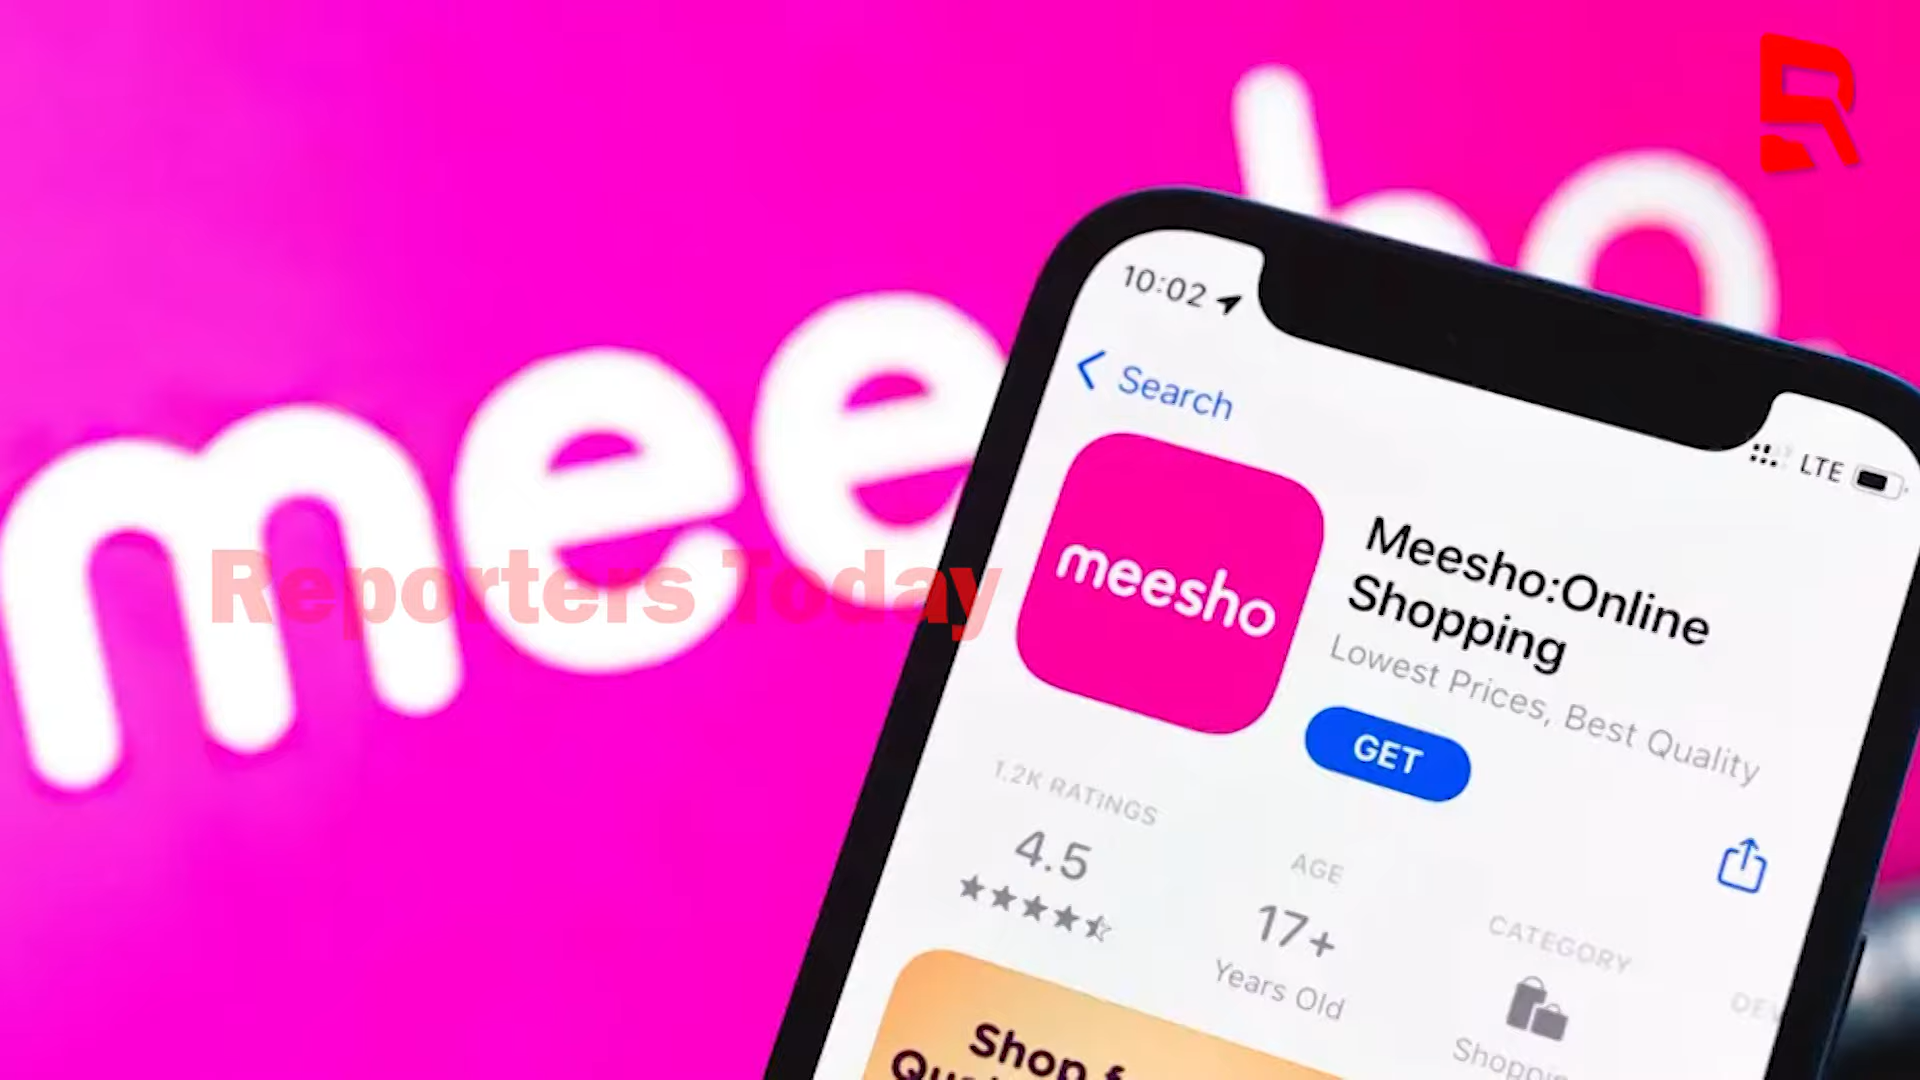 meesho
Reporters Today
10:02
LTE
Search
meesho
Meesho:Online
Shopping
Lowest Prices, Best Quality
GET
1.2K RATINGS
4.5
AGE
17+
Years Old
CATEGORY
Shop